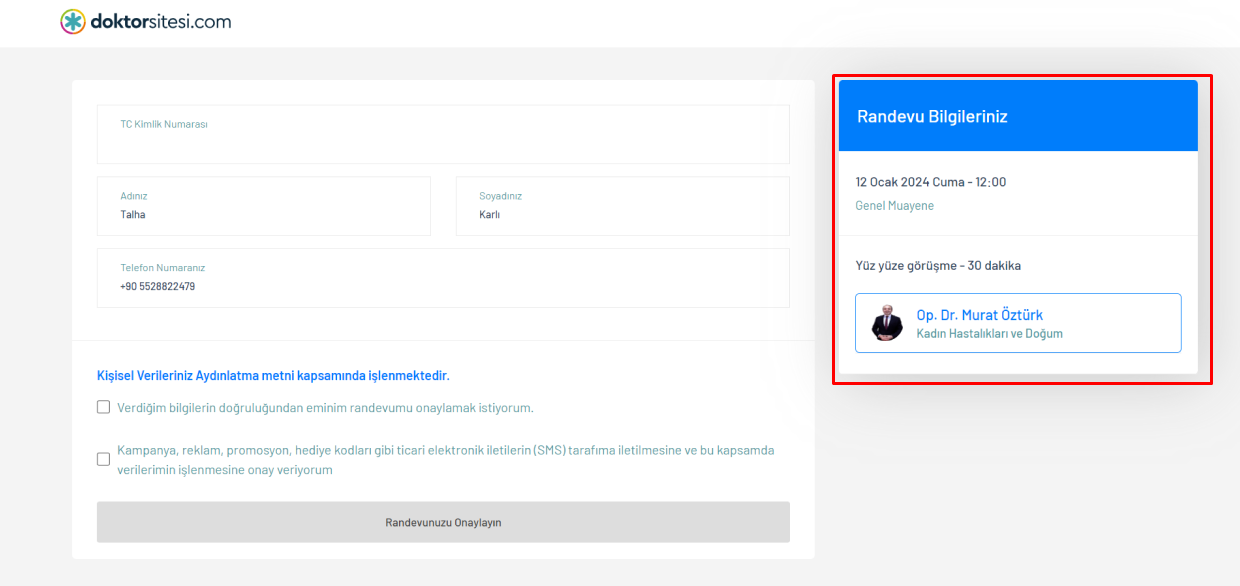 doktorsitesi.com
TC Kimlik Numarası
Adınız
Talha
Soyadınız
Karlı
Telefon Numaranız
+90 5528822479
Kişisel Verileriniz Aydınlatma metni kapsamında işlenmektedir.
Verdiğim bilgilerin doğruluğundan eminim randevumu onaylamak istiyorum.
Kampanya, reklam, promosyon, hediye kodları gibi ticari elektronik iletilerin (SMS) tarafıma iletilmesine ve bu kapsamda
verilerimin işlenmesine onay veriyorum
Randevunuzu Onaylayın
Randevu Bilgileriniz
12 Ocak 2024 Cuma - 12:00
Genel Muayene
Yüz yüze görüşme - 30 dakika
Op. Dr. Murat Öztürk
Kadın Hastalıkları ve Doğum